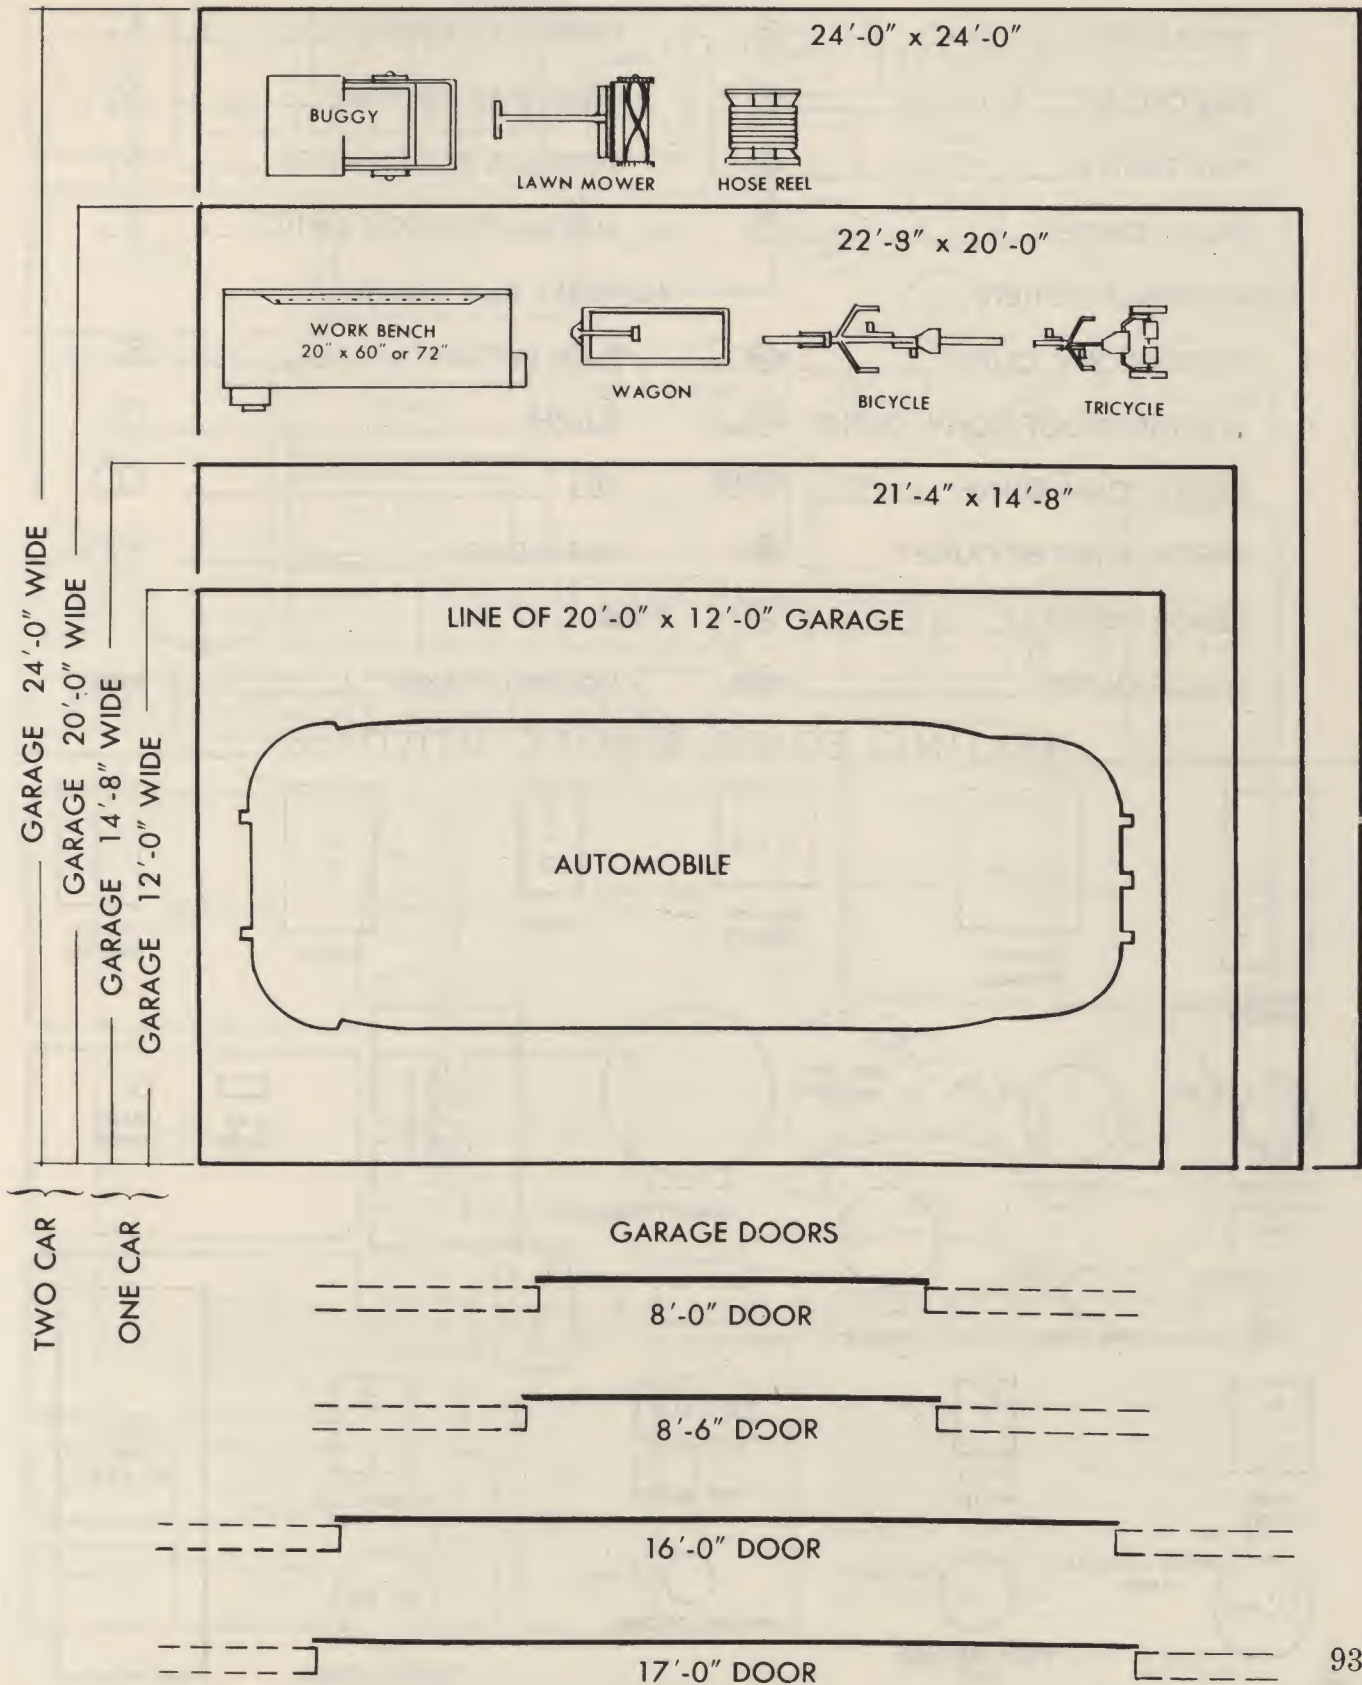 24'-0" x 24'-0"
BUGGY
LAWN MOWER
HOSE REEL
22'-8" x 20'-0"
WORK BENCH
20" x 60" or 72"
WAGON
BICYCLE
TRICYCLE
21'-4" x 14'-8"
LINE OF 20'-0" x 12'-0" GARAGE
AUTOMOBILE
GARAGE 24'-0" WIDE
GARAGE 20'-0" WIDE
GARAGE 14'-8" WIDE
GARAGE 12'-0" WIDE
TWO CAR
ONE CAR
GARAGE DOORS
8'-0" DOOR
8'-6" DOOR
16'-0" DOOR
17'-0" DOOR
93